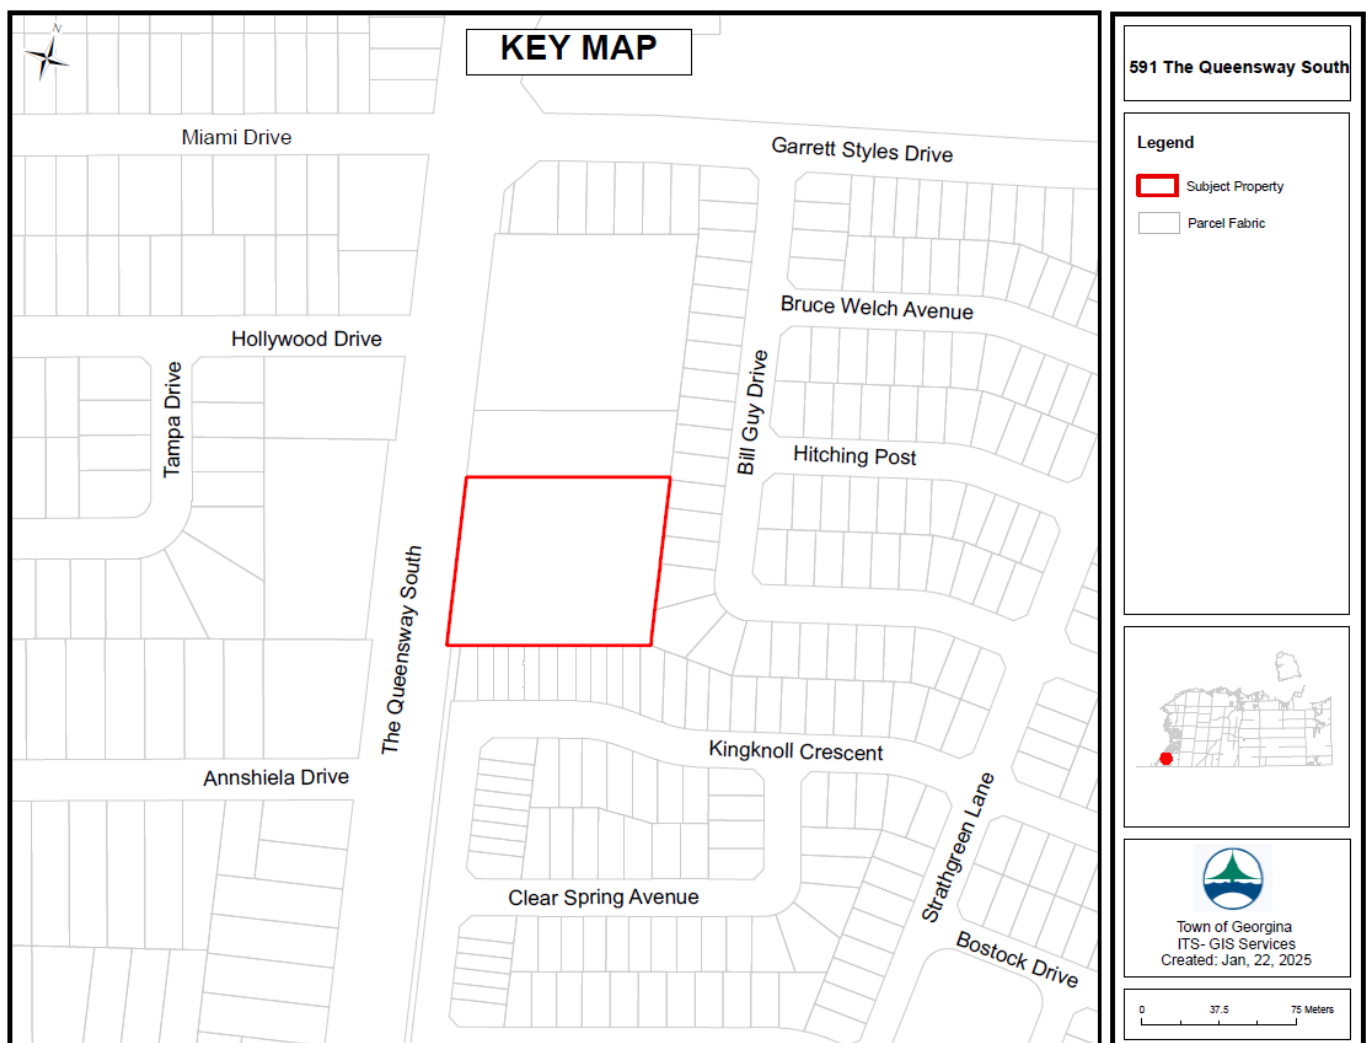 N
KEY MAP
Miami Drive
Garrett Styles Drive
Bruce Welch Avenue
Hollywood Drive
Tampa Drive
Bill Guy Drive
Hitching Post
The Queensway South
Kingknoll Crescent
Annshiela Drive
Strathgreen Lane
Clear Spring Avenue
Bostock Drive
591 The Queensway South
Legend
Subject Property
Parcel Fabric
Town of Georgina
ITS- GIS Services
Created: Jan, 22, 2025
0 37.5 75 Meters